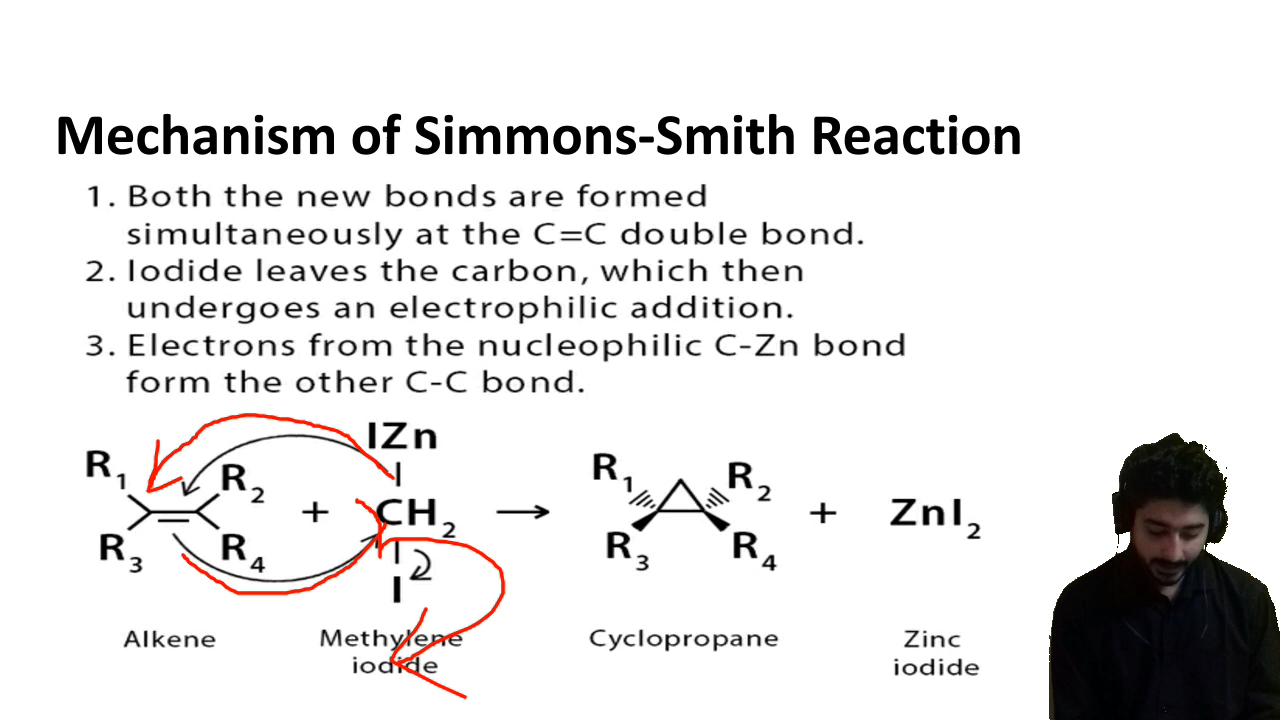 Mechanism of Simmons-Smith Reaction
1. Both the new bonds are formed
simultaneously at the C=C double bond.
2. Iodide leaves the carbon, which then
undergoes an electrophilic addition.
3. Electrons from the nucleophilic C-Zn bond
form the other C-C bond.
IZn
R1 R2 + CH2 → R1 R2 + ZnI2
R3 R4 I R3 R4
Alkene Methylene Cyclopropane Zinc
iodide iodide